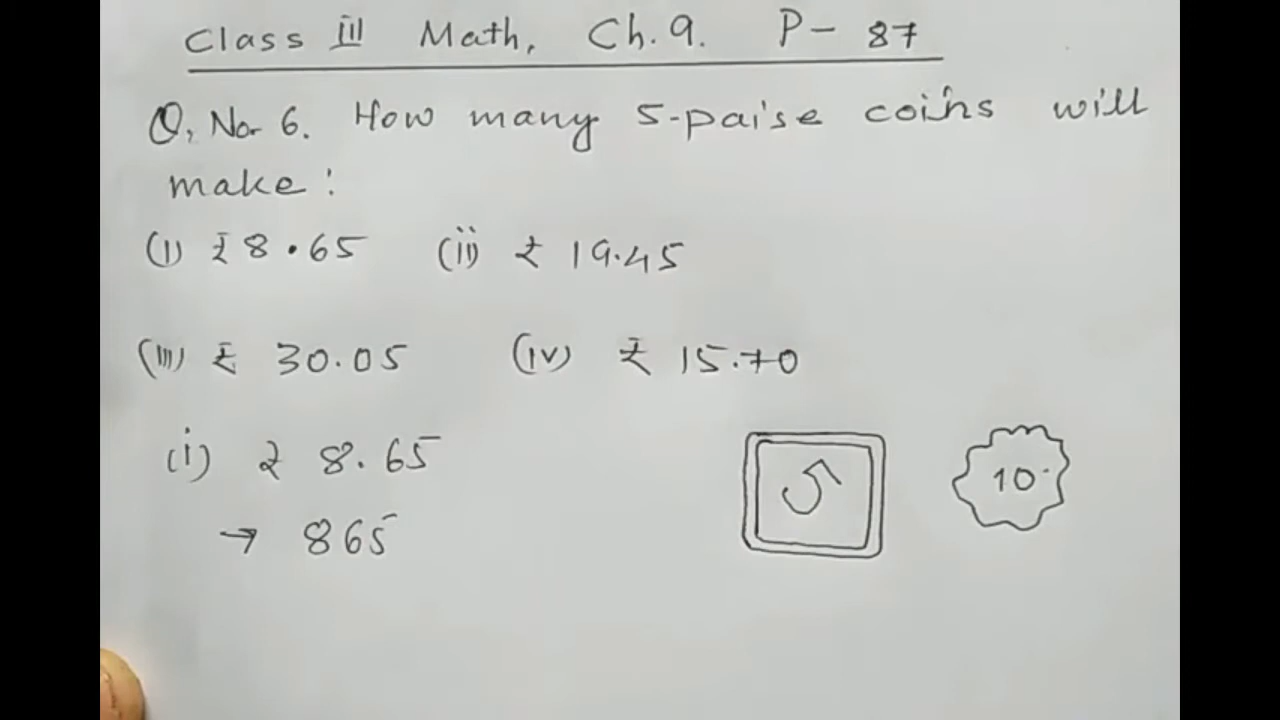 Class III Math, Ch. 9. P- 87
Q. No- 6. How many 5-paise coins will
make:
(i) ₹8.65 (ii) ₹ 19.45
(iii) ₹ 30.05 (iv) ₹ 15.70
(i) ₹ 8.65
→ 865
5
10